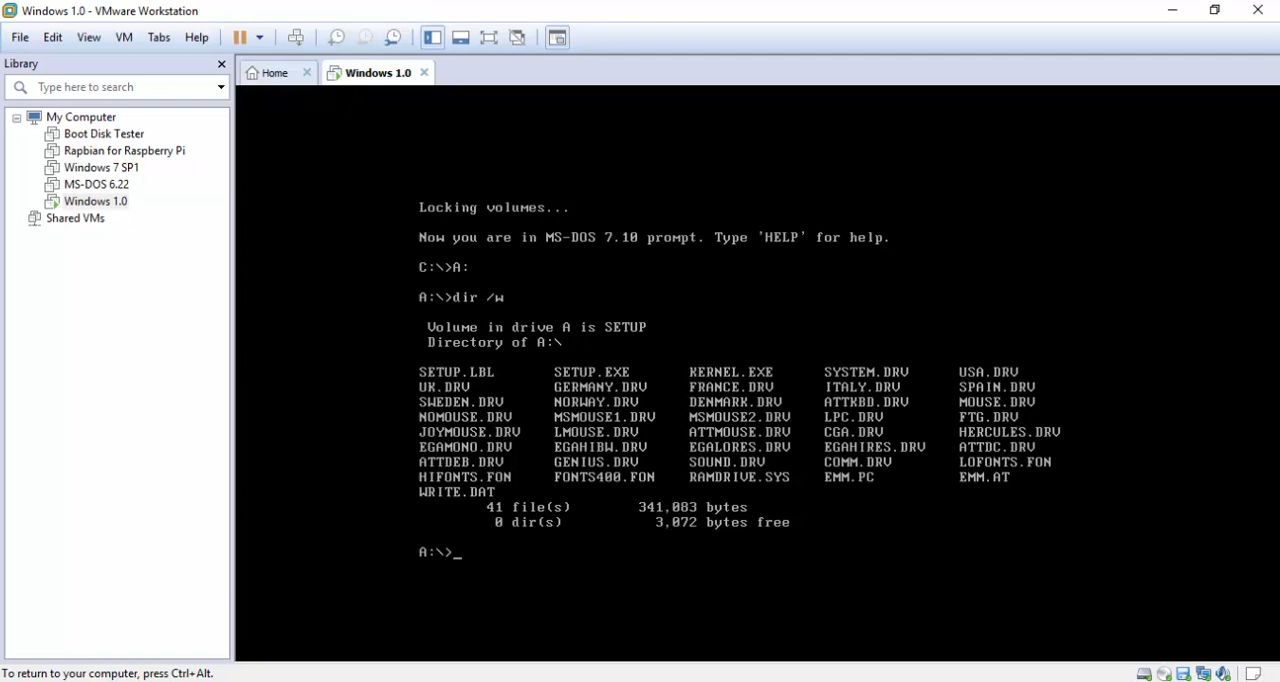 Windows 1.0 - VMware Workstation
File Edit View VM Tabs Help
Library
Home Windows 1.0
Type here to search
My Computer
Boot Disk Tester
Rapbian for Raspberry Pi
Windows 7 SP1
MS-DOS 6.22
Windows 1.0
Shared VMs
Locking volumes...
Now you are in MS-DOS 7.10 prompt. Type 'HELP' for help.
C:\>A:
A:\>dir /w
Volume in drive A is SETUP
Directory of A:\
SETUP.LBL SETUP.EXE KERNEL.EXE SYSTEM.DRV USA.DRV
UK.DRV GERMANY.DRV FRANCE.DRV ITALY.DRV SPAIN.DRV
SWEDEN.DRV NORWAY.DRV DENMARK.DRV ATTKBD.DRV MOUSE.DRV
NOMOUSE.DRV MSMOUSE1.DRV MSMOUSE2.DRV LPC.DRV FTG.DRV
JOYMOUSE.DRV LMOUSE.DRV ATTMOUSE.DRV CGA.DRV HERCULES.DRV
EGAMONO.DRV EGAHIBW.DRV EGALORES.DRV EGAHIRES.DRV ATTDC.DRV
ATTDEB.DRV GENIUS.DRV SOUND.DRV COMM.DRV LOFONTS.FON
HIFONTS.FON FONTS400.FON RAMDRIVE.SYS EMM.PC EMM.AT
WRITE.DAT
41 file(s) 341,083 bytes
0 dir(s) 3,072 bytes free
A:\>_
To return to your computer, press Ctrl+Alt.